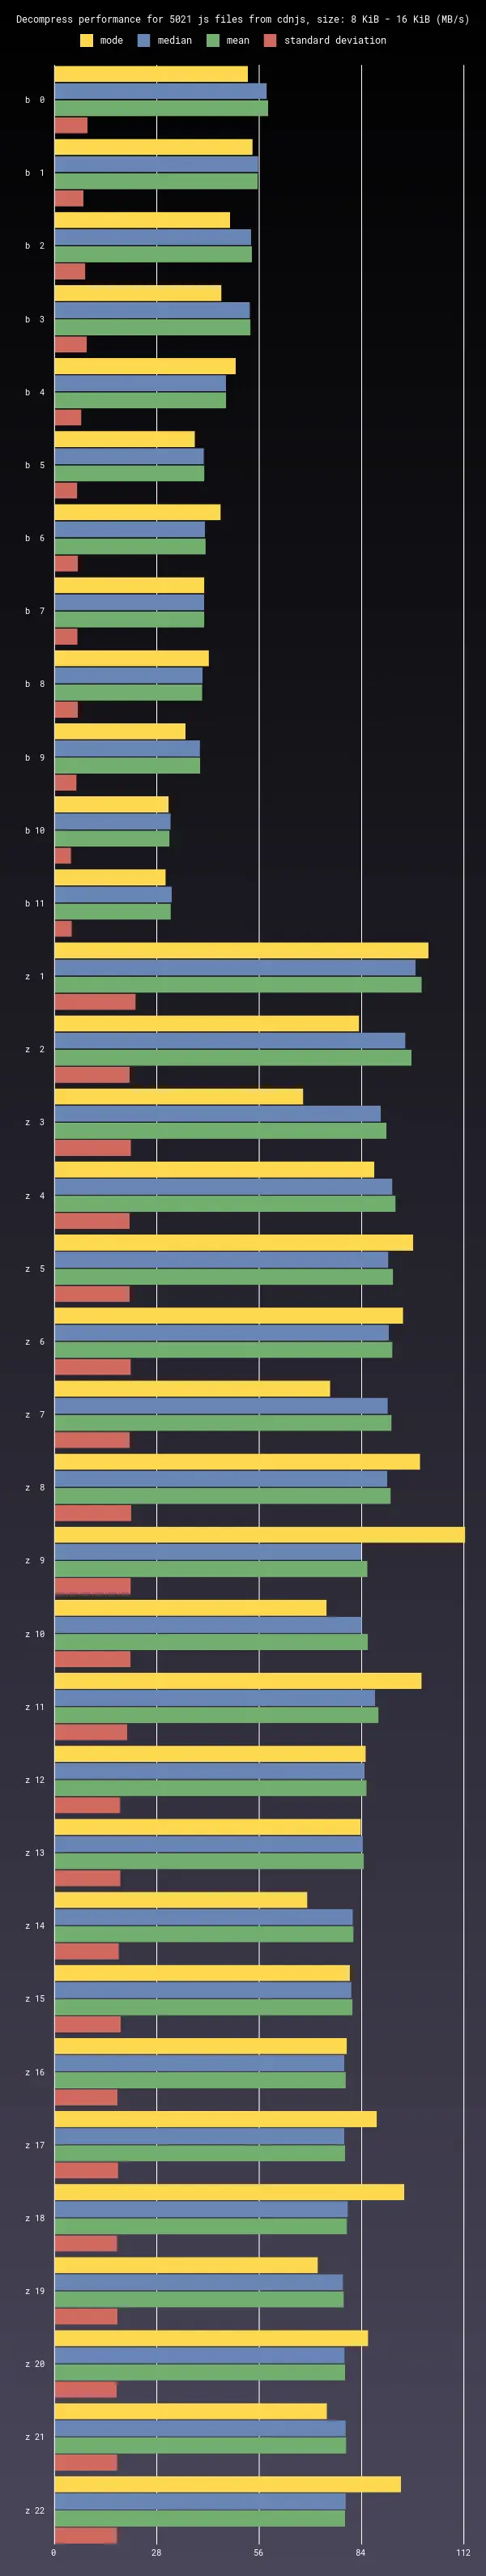 Decompress performance for 5021 js files from cdnjs, size: 8 KiB - 16 KiB (MB/s)
mode median mean standard deviation
b 0
b 1
b 2
b 3
b 4
b 5
b 6
b 7
b 8
b 9
b 10
b 11
z 1
z 2
z 3
z 4
z 5
z 6
z 7
z 8
z 9
z 10
z 11
z 12
z 13
z 14
z 15
z 16
z 17
z 18
z 19
z 20
z 21
z 22
0 28 56 84 112